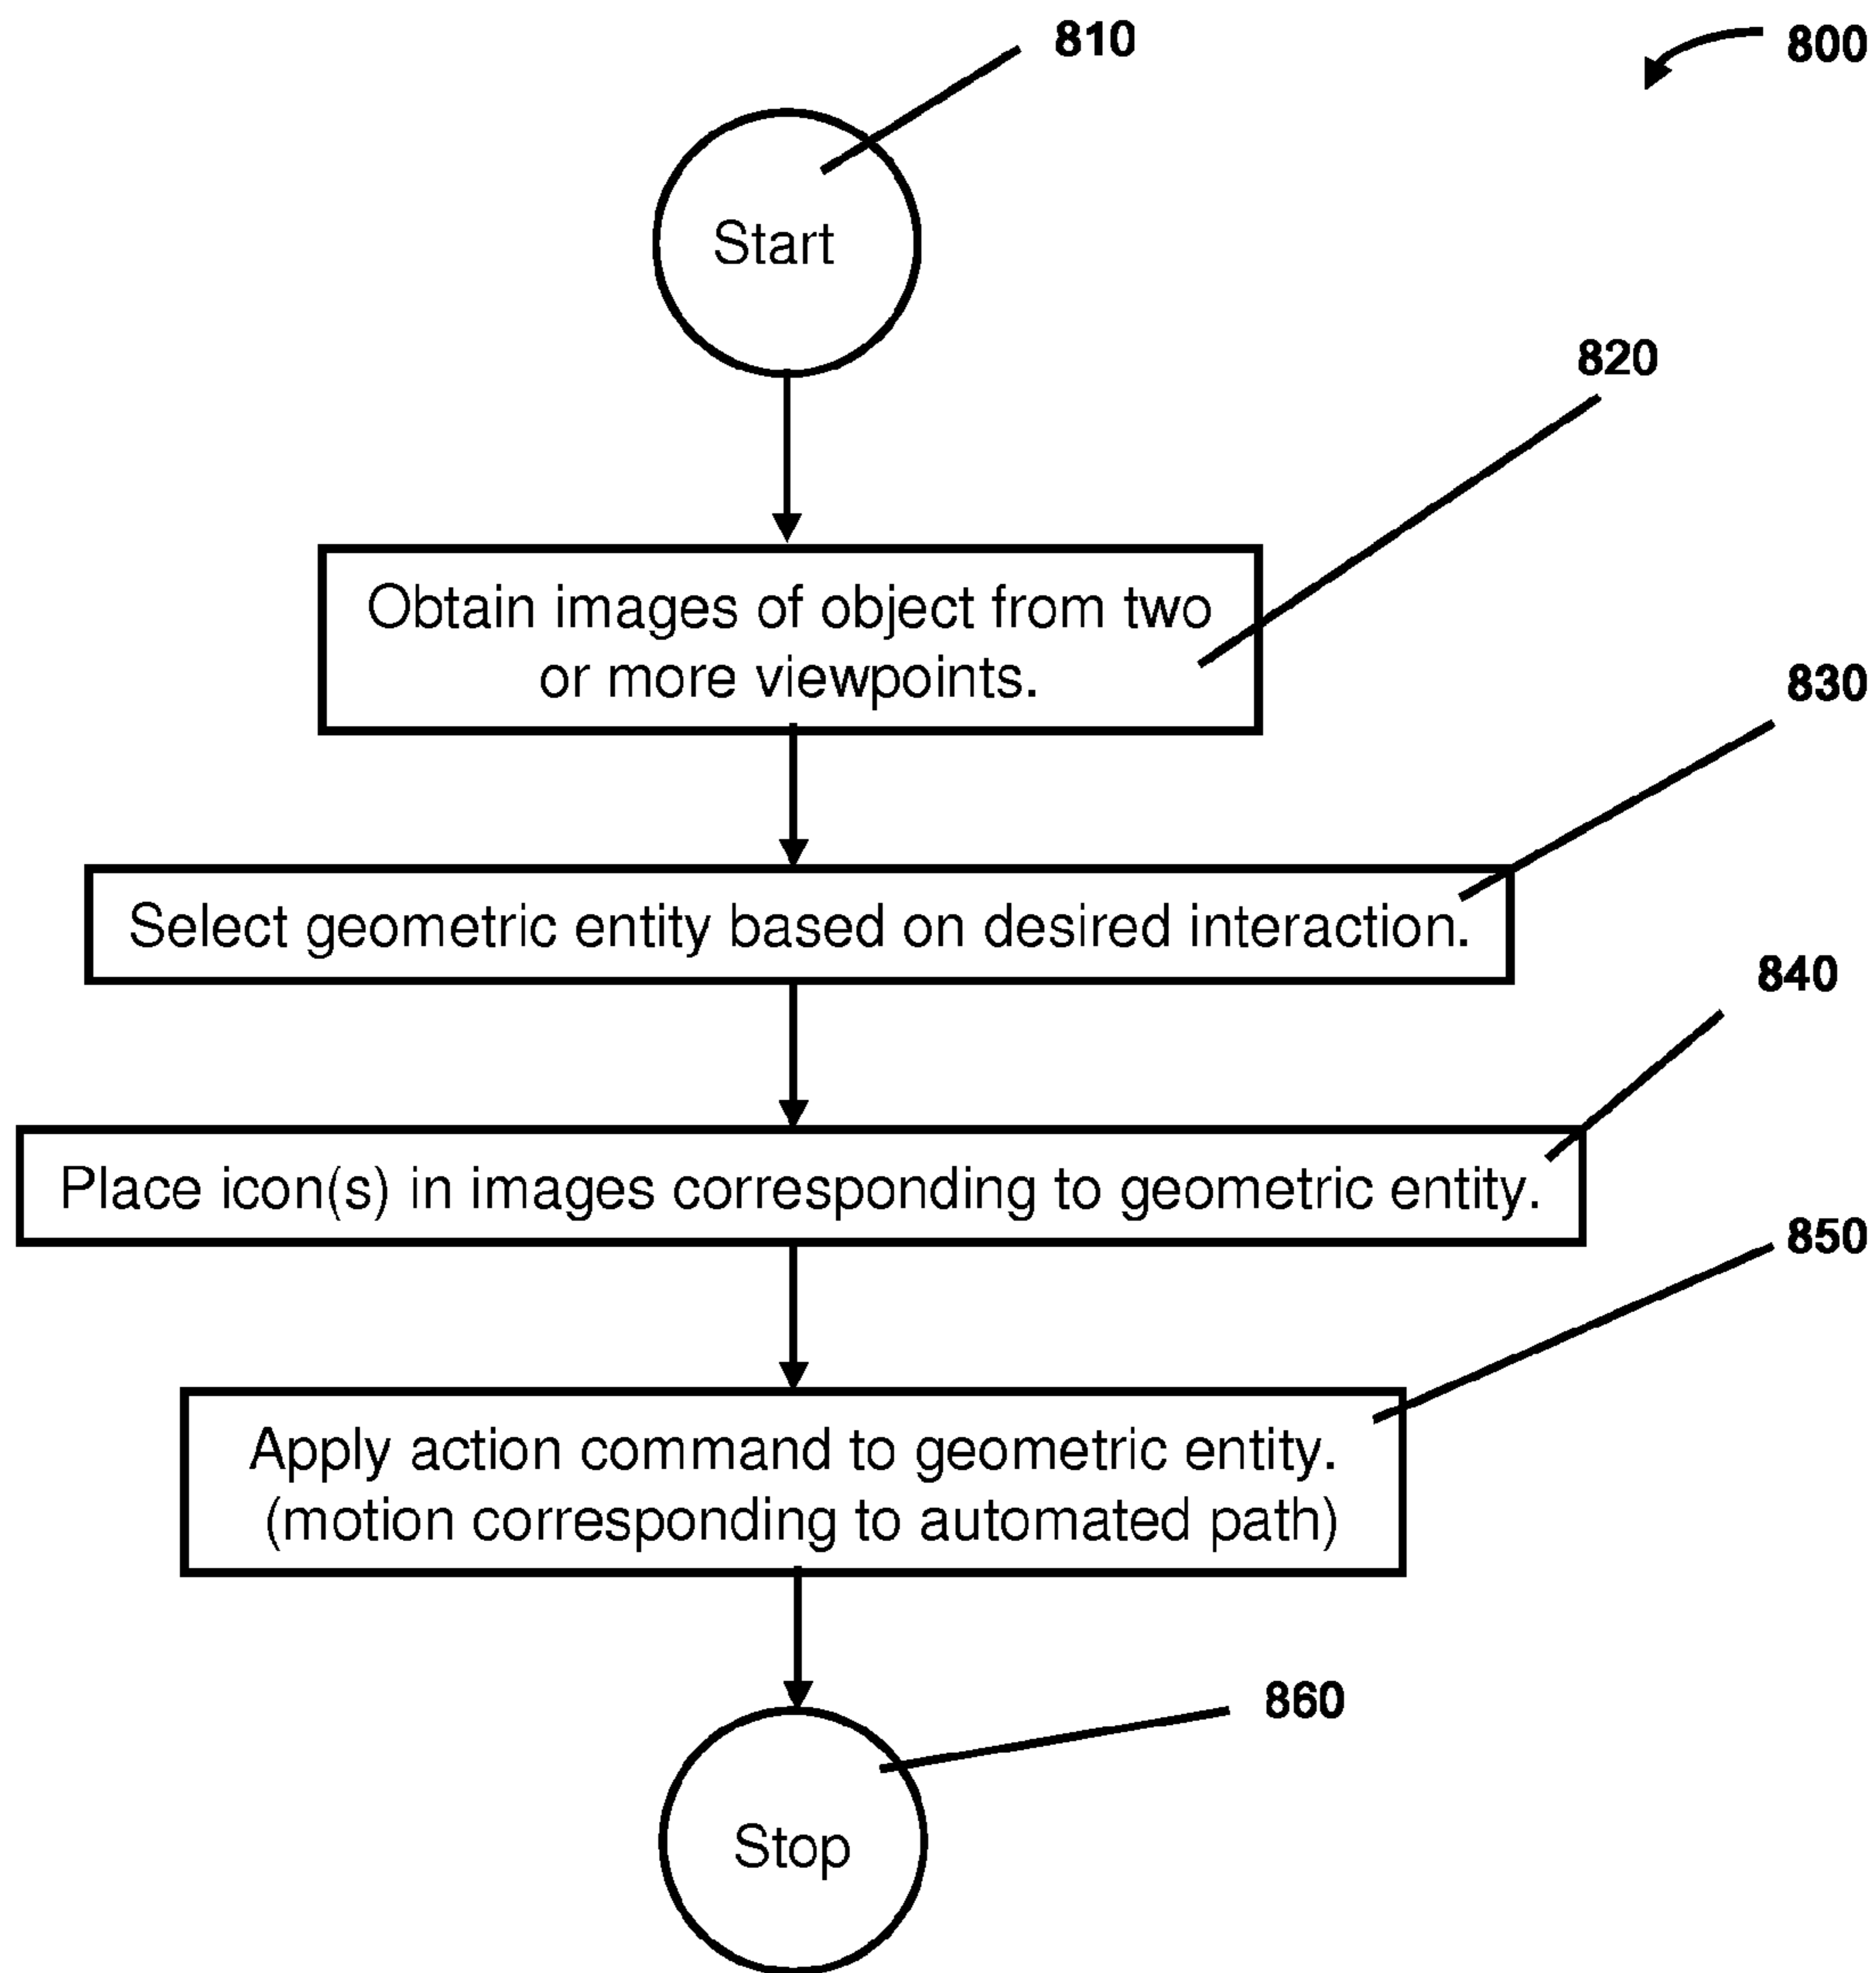 810
800
Start
820
Obtain images of object from two
or more viewpoints.
830
Select geometric entity based on desired interaction.
840
Place icon(s) in images corresponding to geometric entity.
850
Apply action command to geometric entity.
(motion corresponding to automated path)
860
Stop